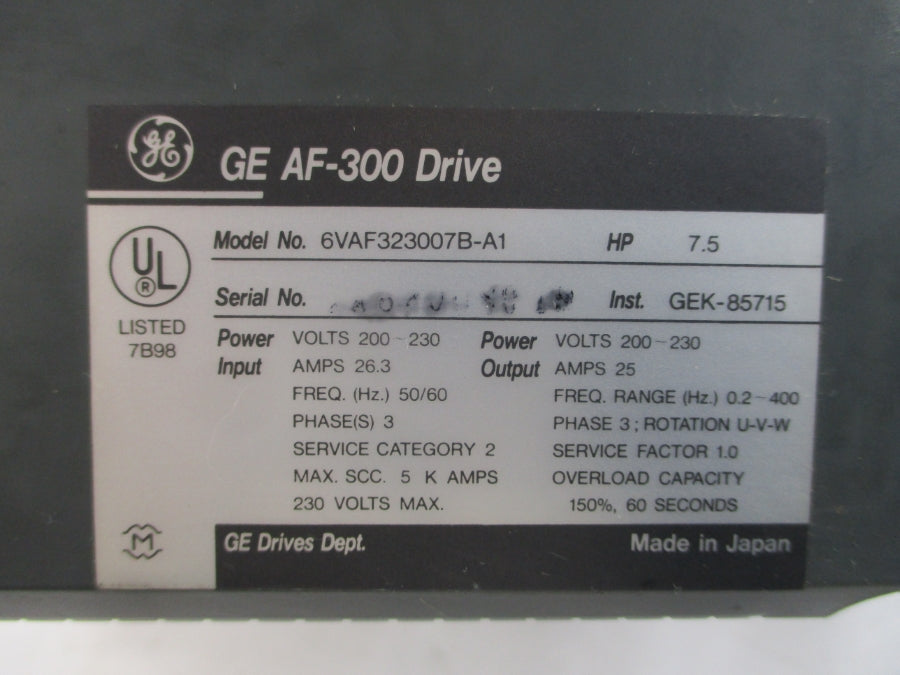 GE
GE AF-300 Drive
UL
®
LISTED
7B98
Model No. 6VAF323007B-A1 HP 7.5
Serial No. Inst. GEK-85715
Power Input
VOLTS 200~230
AMPS 26.3
FREQ. (Hz.) 50/60
PHASE(S) 3
SERVICE CATEGORY 2
MAX. SCC. 5 K AMPS
230 VOLTS MAX.
Power Output
VOLTS 200~230
AMPS 25
FREQ. RANGE (Hz.) 0.2~400
PHASE 3 ; ROTATION U-V-W
SERVICE FACTOR 1.0
OVERLOAD CAPACITY
150%, 60 SECONDS
M
GE Drives Dept. Made in Japan